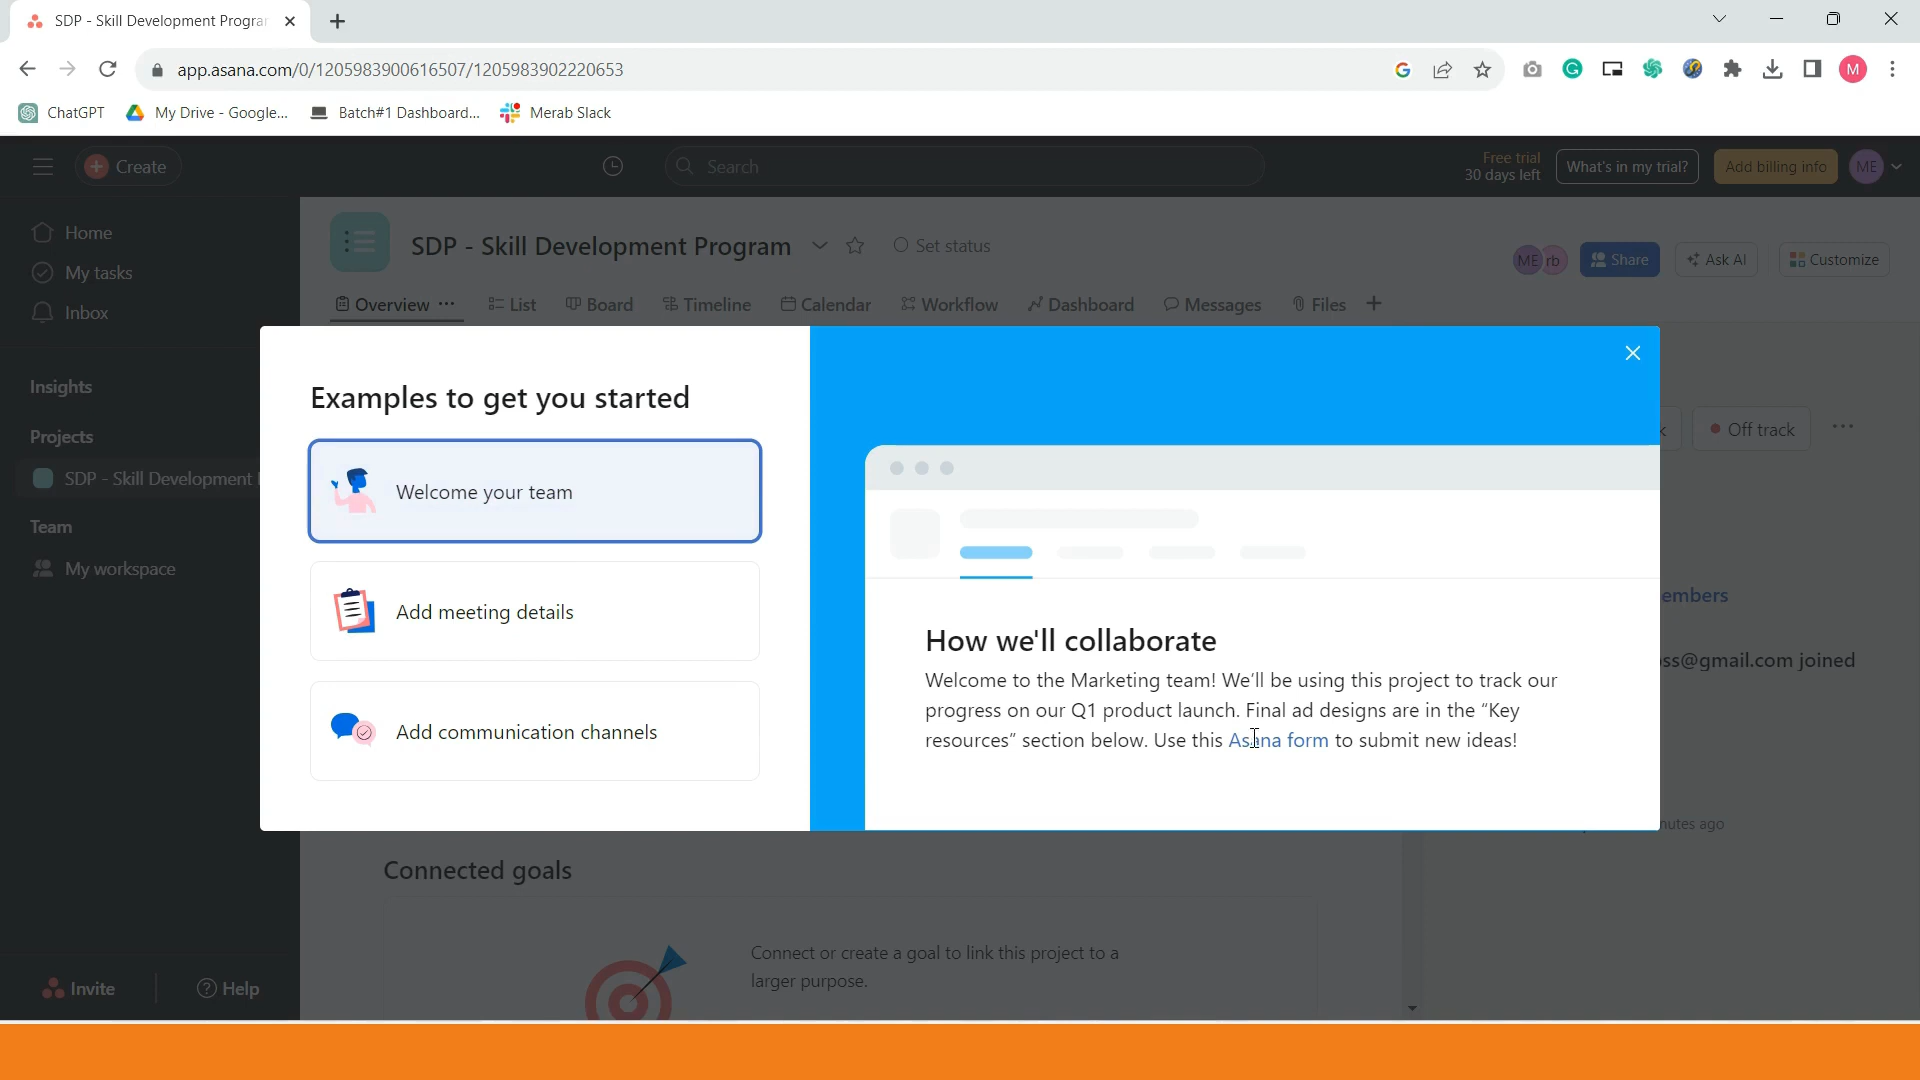 SDP - Skill Development Progra
app.asana.com/0/1205983900616507/1205983902220653
M
ChatGPT
My Drive - Google...
Batch#1 Dashboard...
Merab Slack
Create
Search
Free trial
30 days left
What's in my trial?
Add billing info
ME
Home
My tasks
Inbox
Insights
Projects
SDP - Skill Development
Team
My workspace
Invite
Help
SDP - Skill Development Program
Set status
ME rb
Share
Ask AI
Customize
Overview
List
Board
Timeline
Calendar
Workflow
Dashboard
Messages
Files
Examples to get you started
Welcome your team
Add meeting details
Add communication channels
How we'll collaborate
Welcome to the Marketing team! We'll be using this project to track our
progress on our Q1 product launch. Final ad designs are in the “Key
resources” section below. Use this Asana form to submit new ideas!
Off track
embers
ss@gmail.com joined
nutes ago
Connected goals
Connect or create a goal to link this project to a
larger purpose.